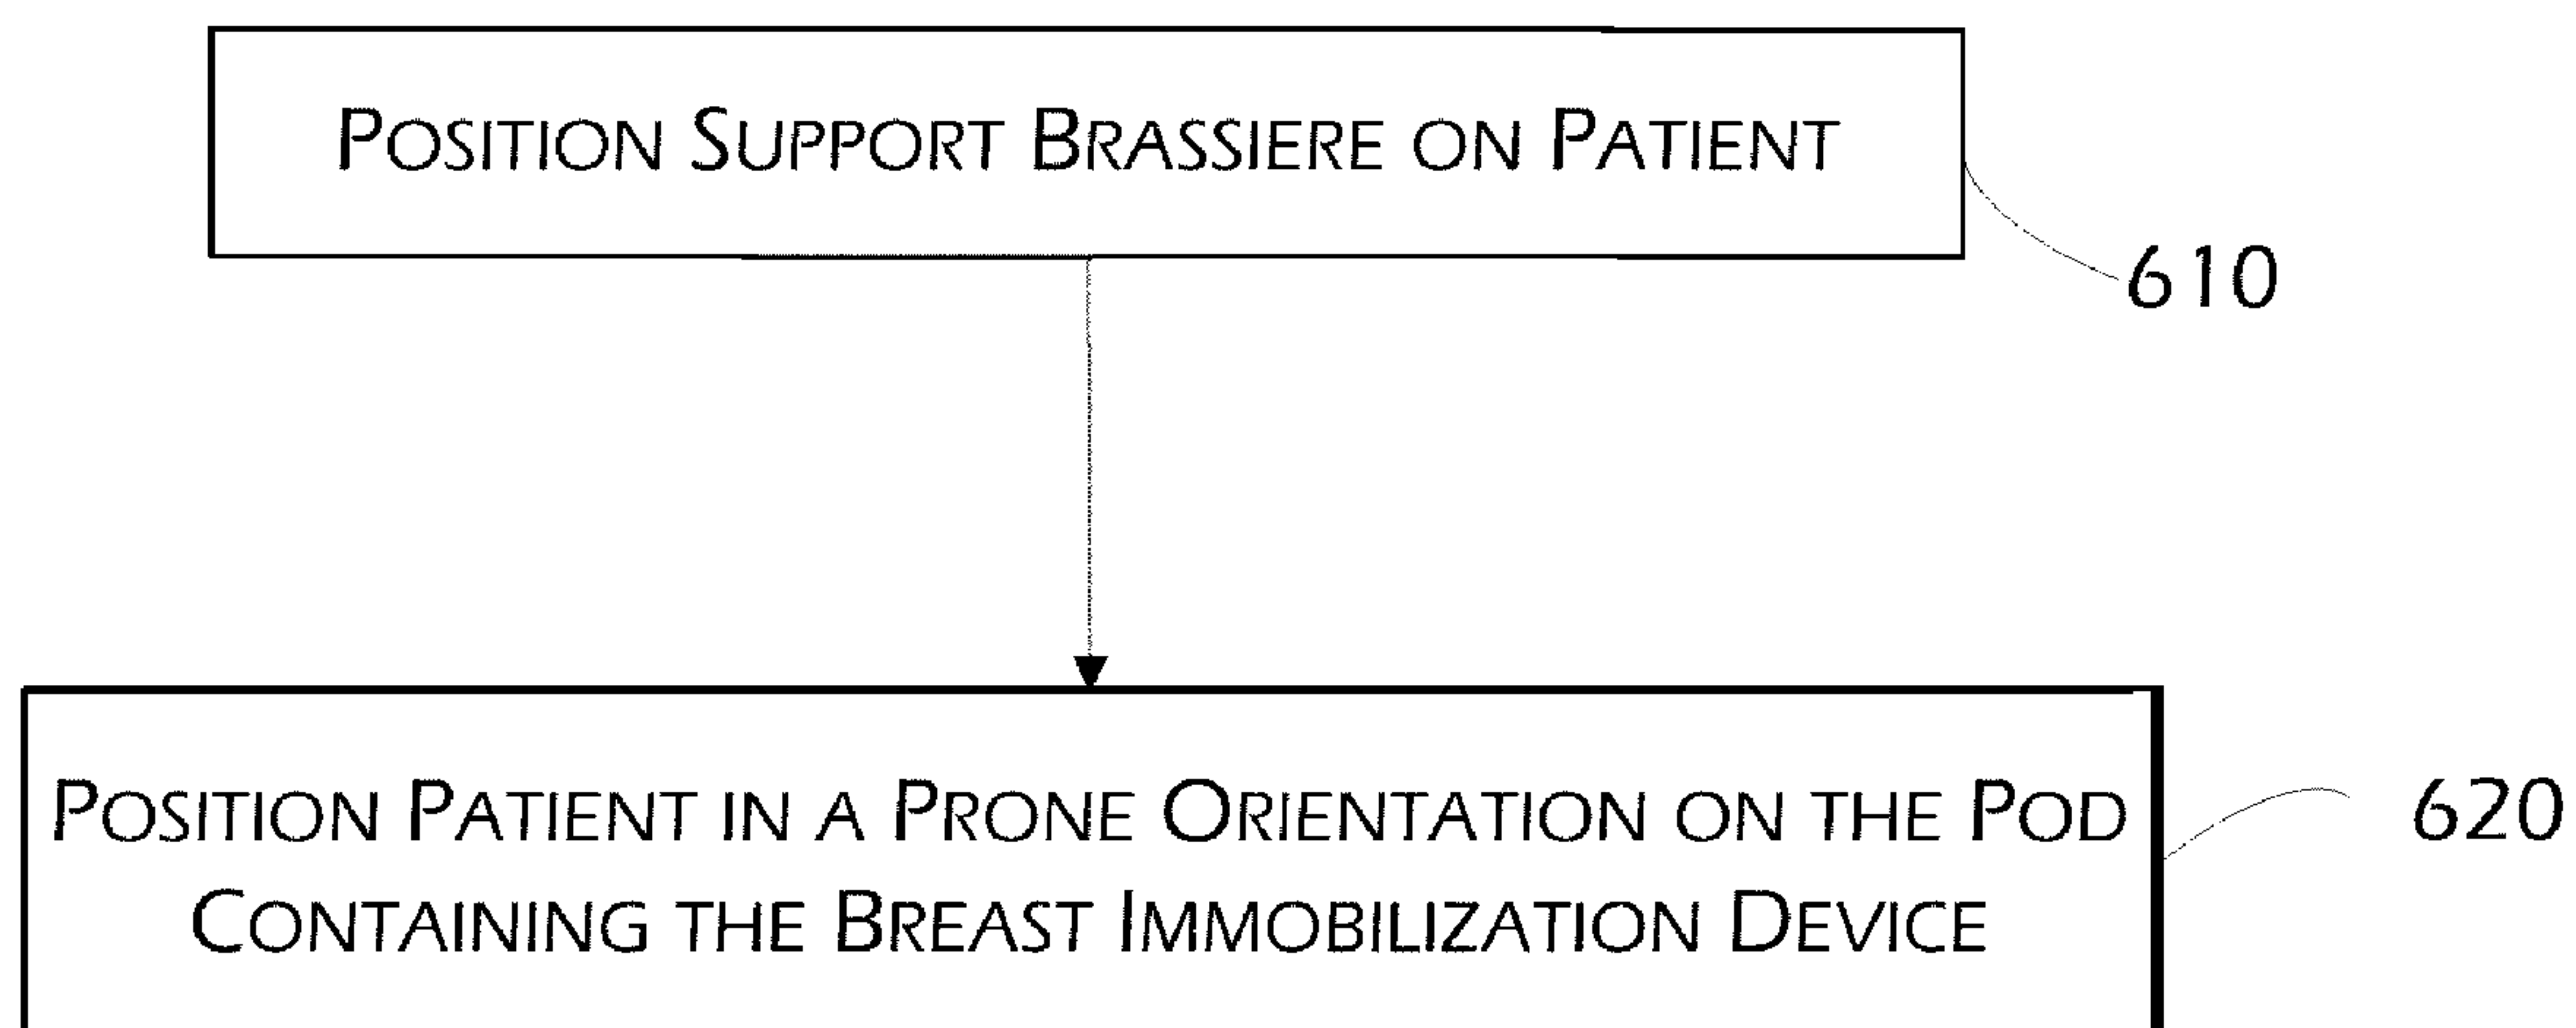 POSITION SUPPORT BRASSIERE ON PATIENT
610
POSITION PATIENT IN A PRONE ORIENTATION ON THE POD
CONTAINING THE BREAST IMMOBILIZATION DEVICE
620